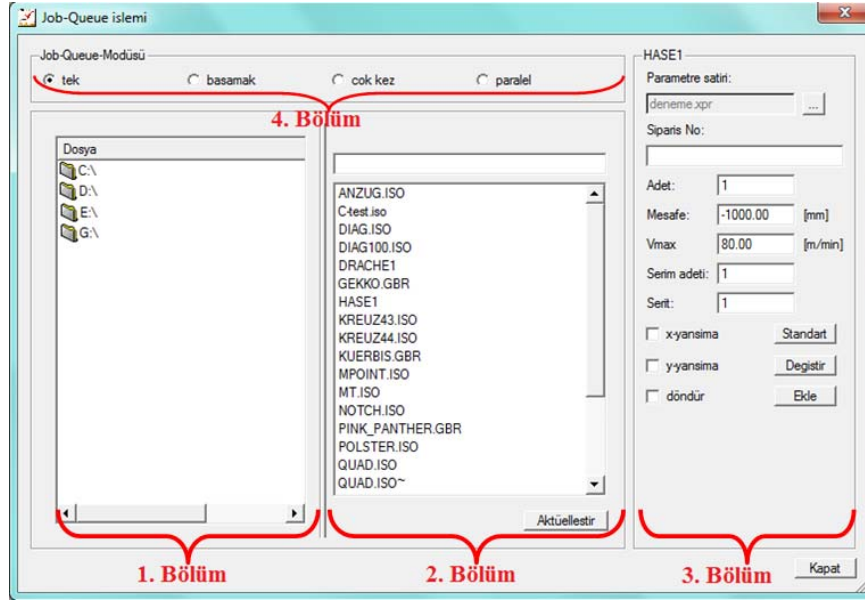 Job-Queue islemi
Job-Queue-Modüsü
tek basamak cok kez paralel
4. Bölüm
Dosya
C:\
D:\
E:\
G:\
ANZUG.ISO
C-test.iso
DIAG.ISO
DIAG100.ISO
DRACHE1
GEKKO.GBR
HASE1
KREUZ43.ISO
KREUZ44.ISO
KUERBIS.GBR
MPOINT.ISO
MT.ISO
NOTCH.ISO
PINK_PANTHER.GBR
POLSTER.ISO
QUAD.ISO
QUAD.ISO~
Aktüellestir
HASE1
Parametre satiri:
deneme.xpr ...
Siparis No:
Adet: 1
Mesafe: -1000.00 [mm]
Vmax 80.00 [m/min]
Serim adeti: 1
Serit: 1
x-yansima Standart
y-yansima Degistir
döndür Ekle
1. Bölüm
2. Bölüm
3. Bölüm
Kapat